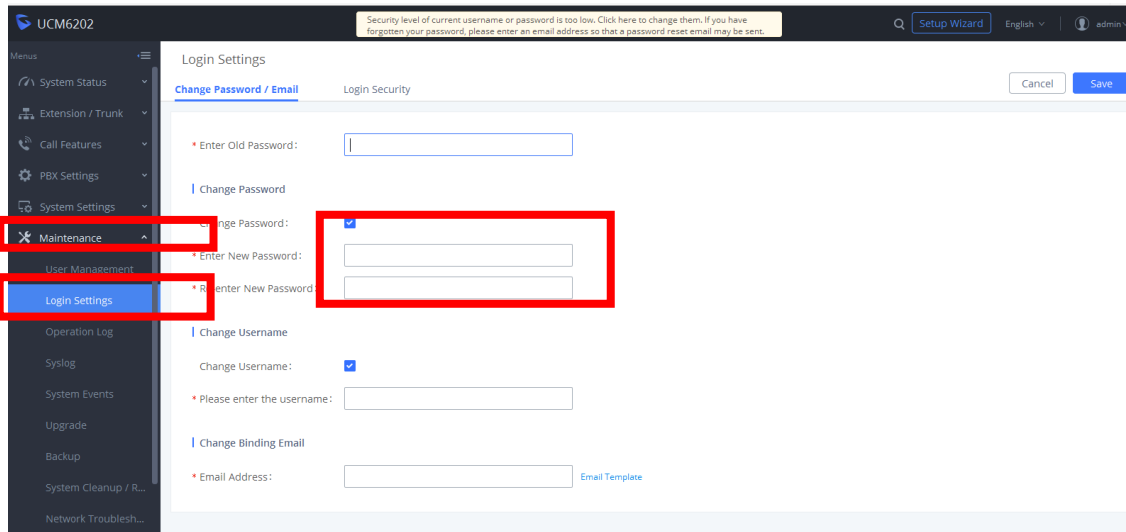 UCM6202
Security level of current username or password is too low. Click here to change them. If you have
forgotten your password, please enter an email address so that a password reset email may be sent.
Setup Wizard
English
admin
Menus
System Status
Extension / Trunk
Call Features
PBX Settings
System Settings
Maintenance
User Management
Login Settings
Operation Log
Syslog
System Events
Upgrade
Backup
System Cleanup / R...
Network Troublesh...
Login Settings
Change Password / Email
Login Security
Cancel
Save
* Enter Old Password:
Change Password
Change Password:
* Enter New Password:
* Re-enter New Password:
Change Username
Change Username:
* Please enter the username:
Change Binding Email
* Email Address:
Email Template